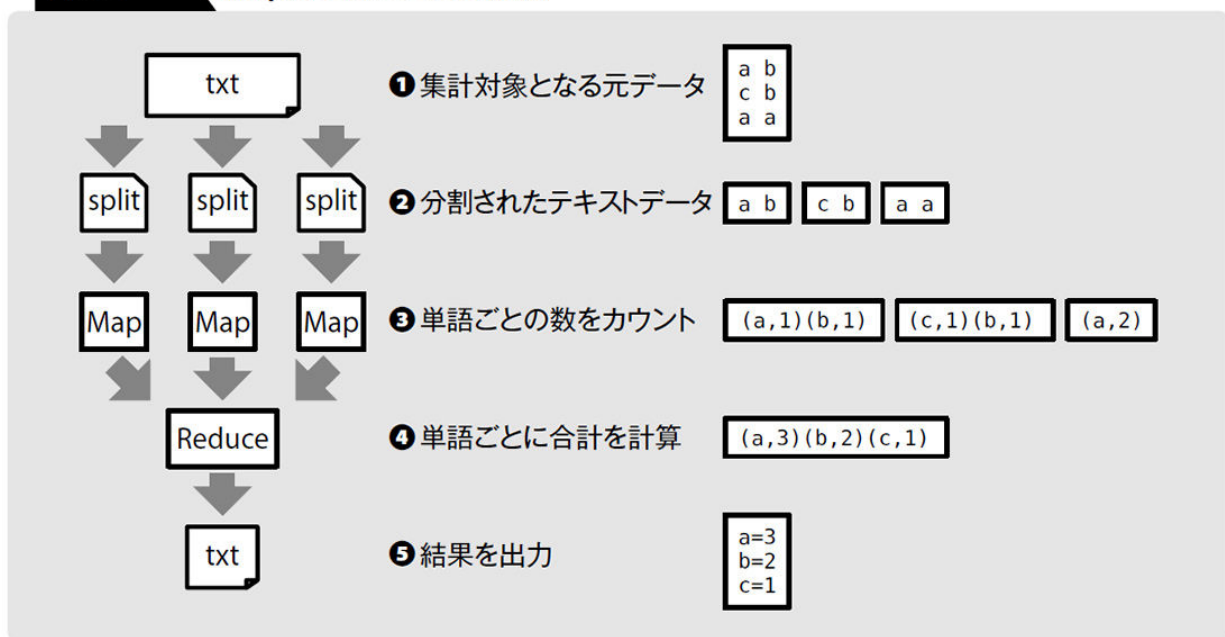 txt
❶集計対象となる元データ
a b
c b
a a
split
split
split
❷分割されたテキストデータ
a b
c b
a a
Map
Map
Map
❸単語ごとの数をカウント
(a,1)(b,1)
(c,1)(b,1)
(a,2)
Reduce
❹単語ごとに合計を計算
(a,3)(b,2)(c,1)
txt
❺結果を出力
a=3
b=2
c=1